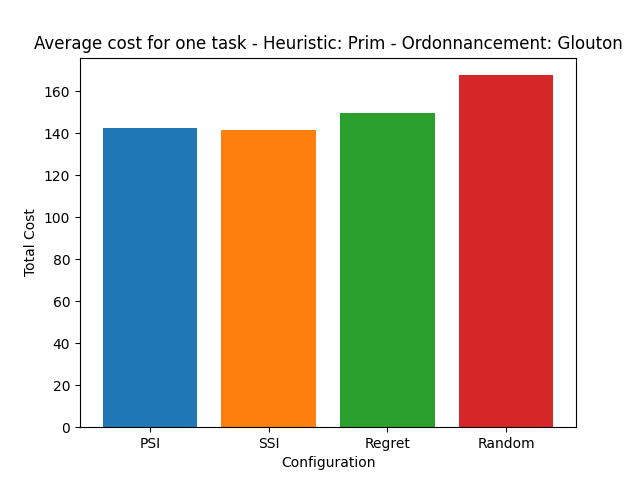 Average cost for one task - Heuristic: Prim - Ordonnancement: Glouton
160
140
120
100
80
60
40
20
0
Total Cost
PSI SSI Regret Random
Configuration